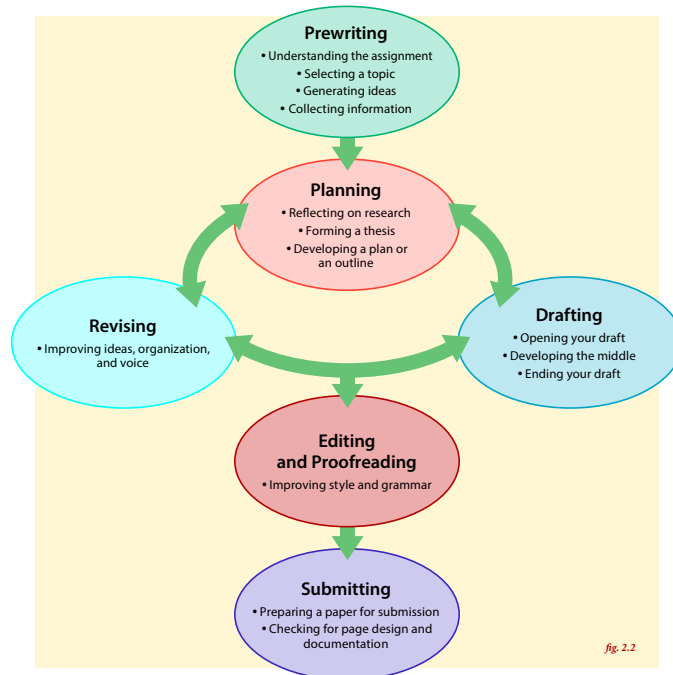 Prewriting
• Understanding the assignment
• Selecting a topic
• Generating ideas
• Collecting information
Planning
• Reflecting on research
• Forming a thesis
• Developing a plan or
an outline
Revising
• Improving ideas, organization,
and voice
Drafting
• Opening your draft
• Developing the middle
• Ending your draft
Editing
and Proofreading
• Improving style and grammar
Submitting
• Preparing a paper for submission
• Checking for page design and
documentation
fig. 2.2